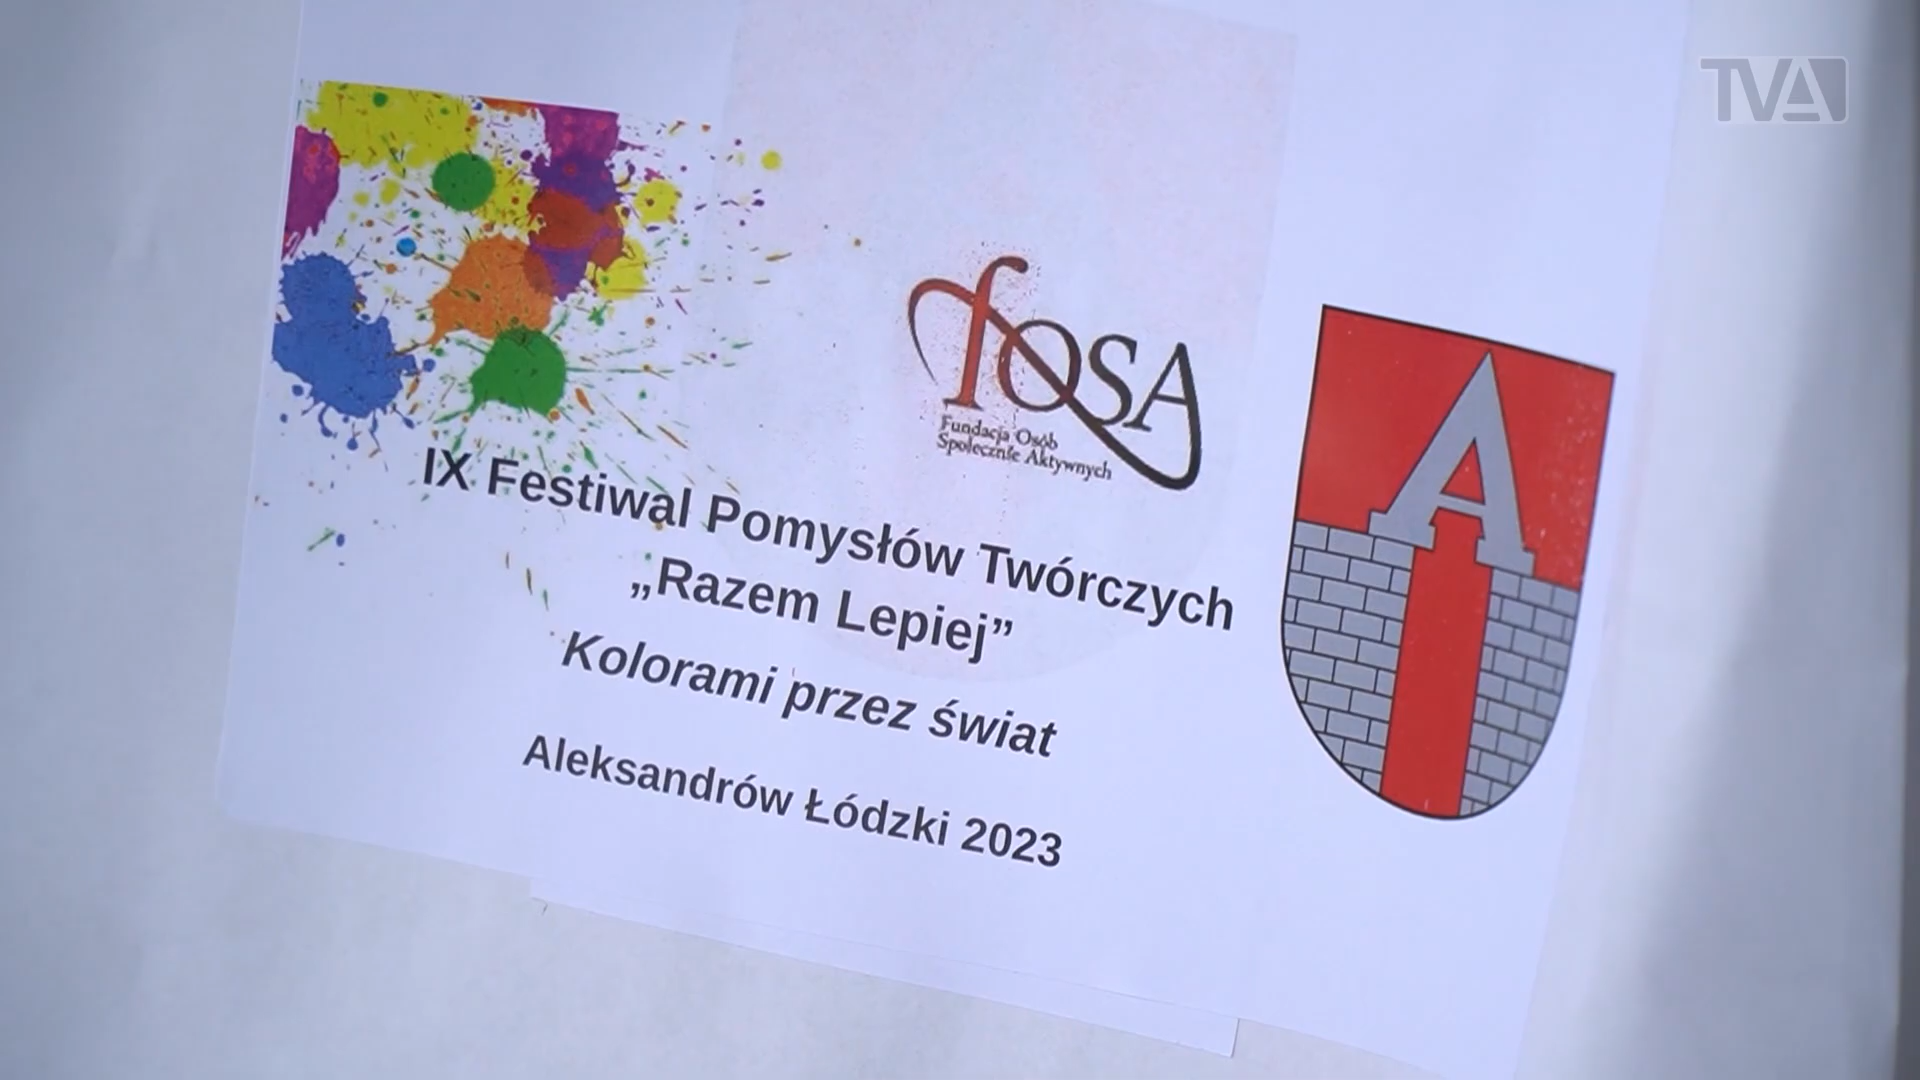 TVA
fOSA
Fundacja Osób
Społecznie Aktywnych
A
IX Festiwal Pomysłów Twórczych
„Razem Lepiej”
Kolorami przez świat
Aleksandrów Łódzki 2023